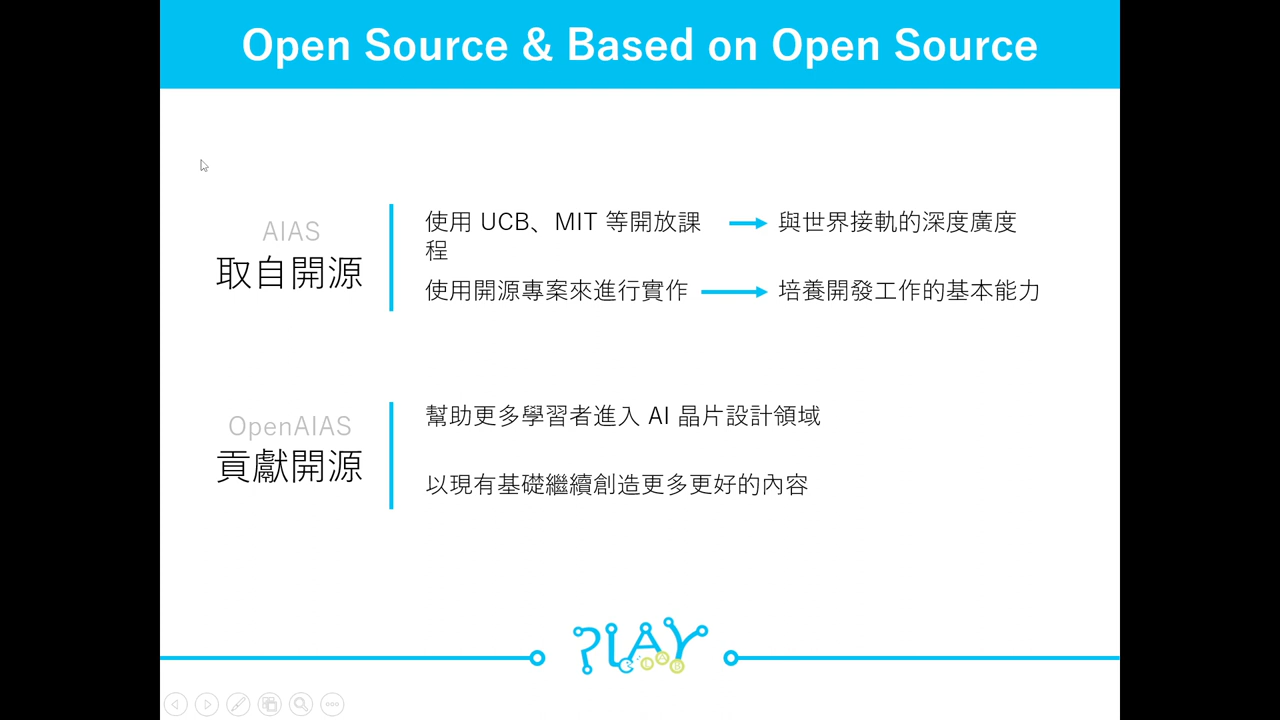 Open Source & Based on Open Source
AIAS
取自開源
使用 UCB、MIT 等開放課
程
與世界接軌的深度廣度
使用開源專案來進行實作
培養開發工作的基本能力
OpenAIAS
貢獻開源
幫助更多學習者進入 AI 晶片設計領域
以現有基礎繼續創造更多更好的內容
PLAY
LAB